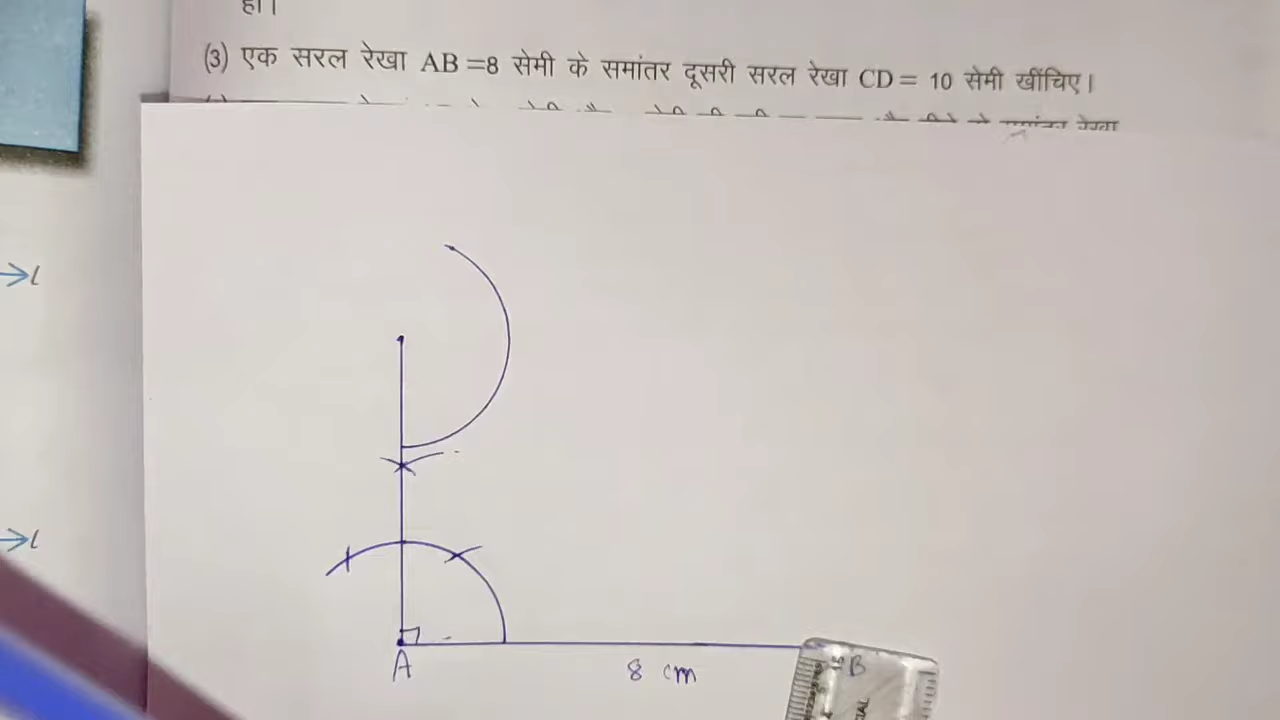 हो।
(3) एक सरल रेखा AB =8 सेमी के समांतर दूसरी सरल रेखा CD = 10 सेमी खींचिए।
l
l
A
8 cm
B